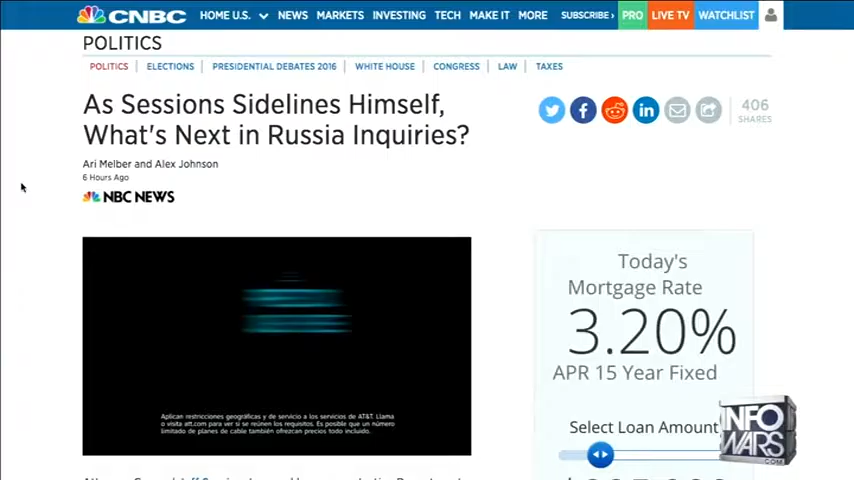 CNBC HOME U.S. NEWS MARKETS INVESTING TECH MAKE IT MORE SUBSCRIBE PRO LIVE TV WATCHLIST
POLITICS
POLITICS ELECTIONS PRESIDENTIAL DEBATES 2016 WHITE HOUSE CONGRESS LAW TAXES
As Sessions Sidelines Himself,
What's Next in Russia Inquiries?
406
SHARES
Ari Melber and Alex Johnson
6 Hours Ago
NBC NEWS
Aplican restricciones geográficas y de servicio a los servicios de AT&T. Llama
o visita att.com para ver si se reúnen los requisitos. Es posible que un número
limitado de planes de cable también ofrezcan precios todo incluido.
Today's
Mortgage Rate
3.20%
APR 15 Year Fixed
Select Loan Amount
INFO
WARS
.COM